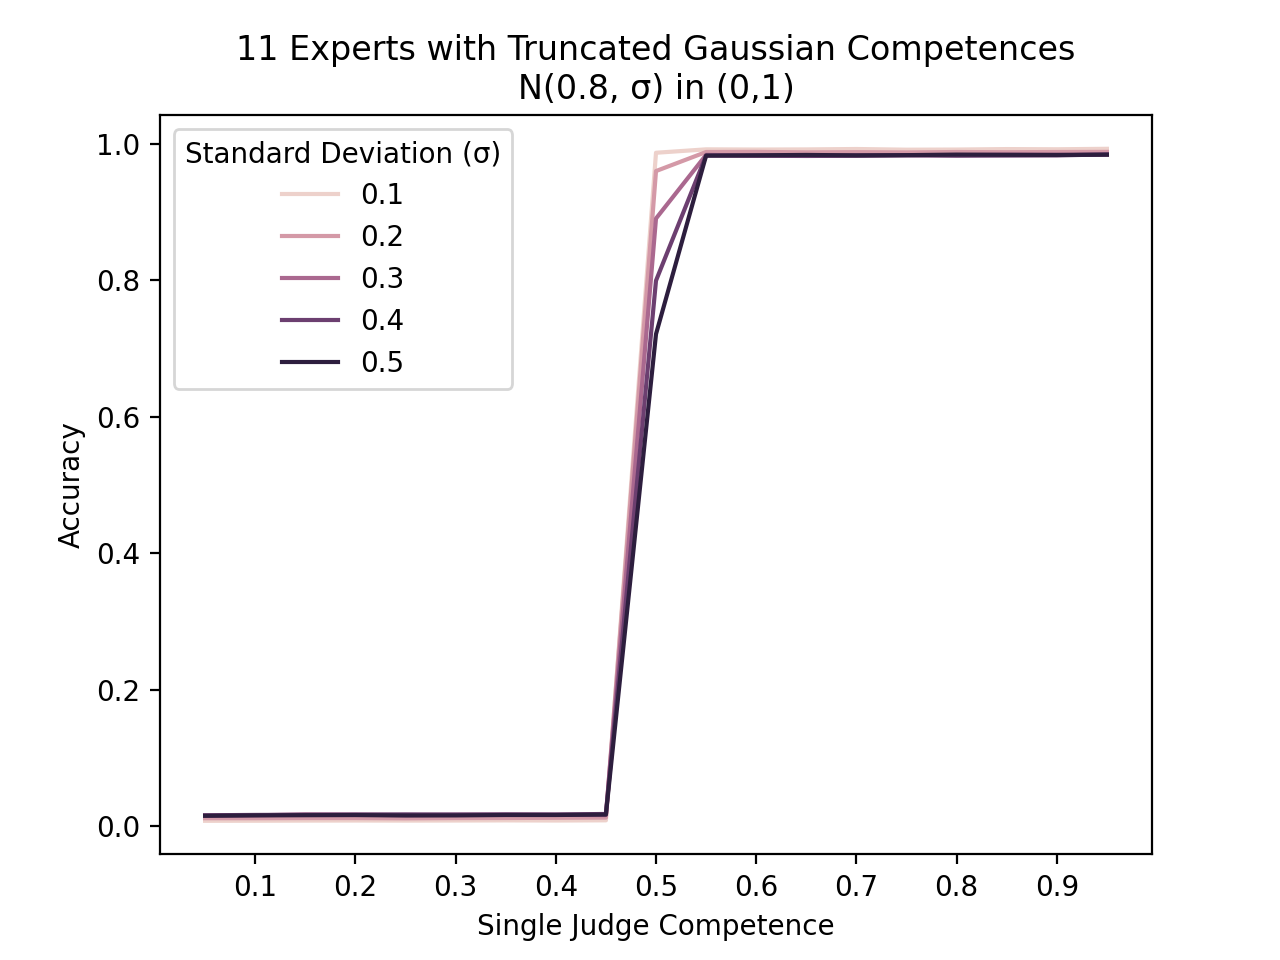 11 Experts with Truncated Gaussian Competences
N(0.8, σ) in (0,1)
Standard Deviation (σ)
0.1
0.2
0.3
0.4
0.5
Accuracy
1.0
0.8
0.6
0.4
0.2
0.0
0.1 0.2 0.3 0.4 0.5 0.6 0.7 0.8 0.9
Single Judge Competence